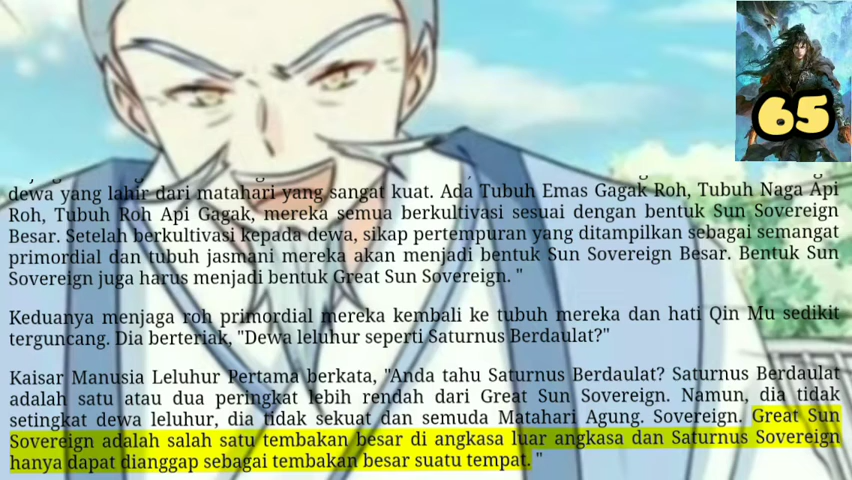 65
dewa yang lahir dari matahari yang sangat kuat. Ada Tubuh Emas Gagak Roh, Tubuh Naga Api
Roh, Tubuh Roh Api Gagak, mereka semua berkultivasi sesuai dengan bentuk Sun Sovereign
Besar. Setelah berkultivasi kepada dewa, sikap pertempuran yang ditampilkan sebagai semangat
primordial dan tubuh jasmani mereka akan menjadi bentuk Sun Sovereign Besar. Bentuk Sun
Sovereign juga harus menjadi bentuk Great Sun Sovereign. "
Keduanya menjaga roh primordial mereka kembali ke tubuh mereka dan hati Qin Mu sedikit
terguncang. Dia berteriak, "Dewa leluhur seperti Saturnus Berdaulat?"
Kaisar Manusia Leluhur Pertama berkata, "Anda tahu Saturnus Berdaulat? Saturnus Berdaulat
adalah satu atau dua peringkat lebih rendah dari Great Sun Sovereign. Namun, dia tidak
setingkat dewa leluhur, dia tidak sekuat dan semuda Matahari Agung. Sovereign. Great Sun
Sovereign adalah salah satu tembakan besar di angkasa luar angkasa dan Saturnus Sovereign
hanya dapat dianggap sebagai tembakan besar suatu tempat. "